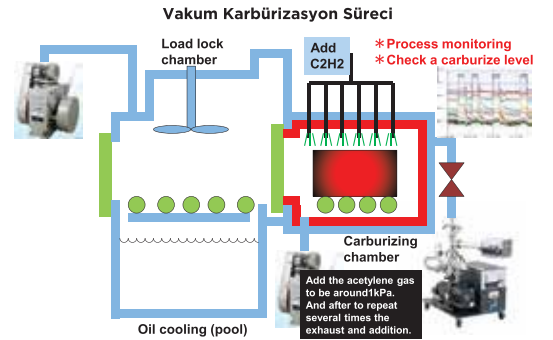 Vakum Karbürizasyon Süreci
Load lock
chamber
Add
C2H2
＊Process monitoring
＊Check a carburize level
Carburizing
chamber
Add the acetylene gas
to be around1kPa.
And after to repeat
several times the
exhaust and addition.
Oil cooling (pool)